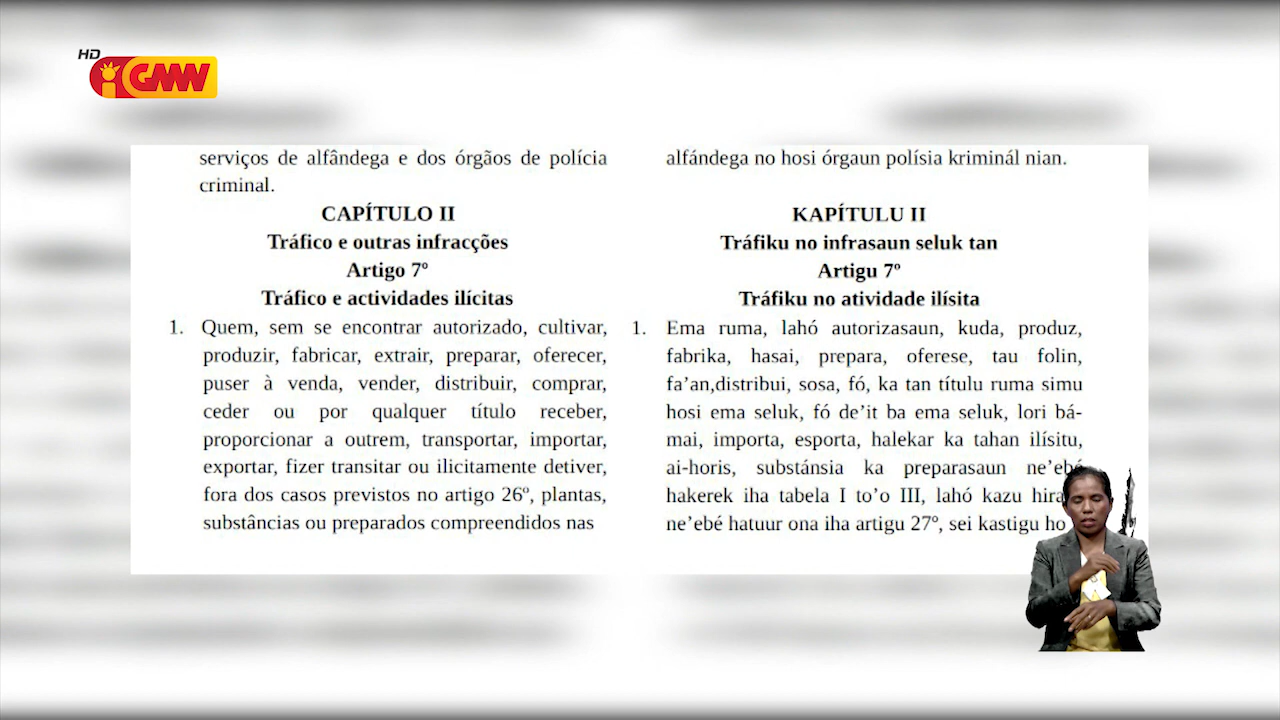 HD
GMN
serviços de alfândega e dos órgãos de polícia
criminal.
CAPÍTULO II
Tráfico e outras infracções
Artigo 7º
Tráfico e actividades ilícitas
1. Quem, sem se encontrar autorizado, cultivar,
produzir, fabricar, extrair, preparar, oferecer,
puser à venda, vender, distribuir, comprar,
ceder ou por qualquer título receber,
proporcionar a outrem, transportar, importar,
exportar, fizer transitar ou ilicitamente detiver,
fora dos casos previstos no artigo 26º, plantas,
substâncias ou preparados compreendidos nas
alfándega no hosi órgaun polísia kriminál nian.
KAPÍTULU II
Tráfiku no infrasaun seluk tan
Artigu 7º
Tráfiku no atividade ilísita
1. Ema ruma, lahó autorizasaun, kuda, produz,
fabrika, hasai, prepara, oferese, tau folin,
fa’an,distribui, sosa, fó, ka tan títulu ruma simu
hosi ema seluk, fó de’it ba ema seluk, lori bá-
mai, importa, esporta, halekar ka tahan ilísitu,
ai-horis, substánsia ka preparasaun ne’ebé
hakerek iha tabela I to’o III, lahó kazu hira
ne’ebé hatuur ona iha artigu 27º, sei kastigu ho